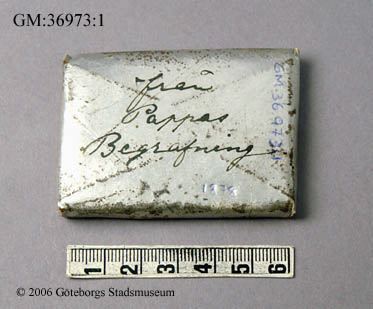 GM:36973:1
från
Pappas
Begrafning
GM:36973:1
1 2 3 4 5 6
© 2006 Göteborgs Stadsmuseum